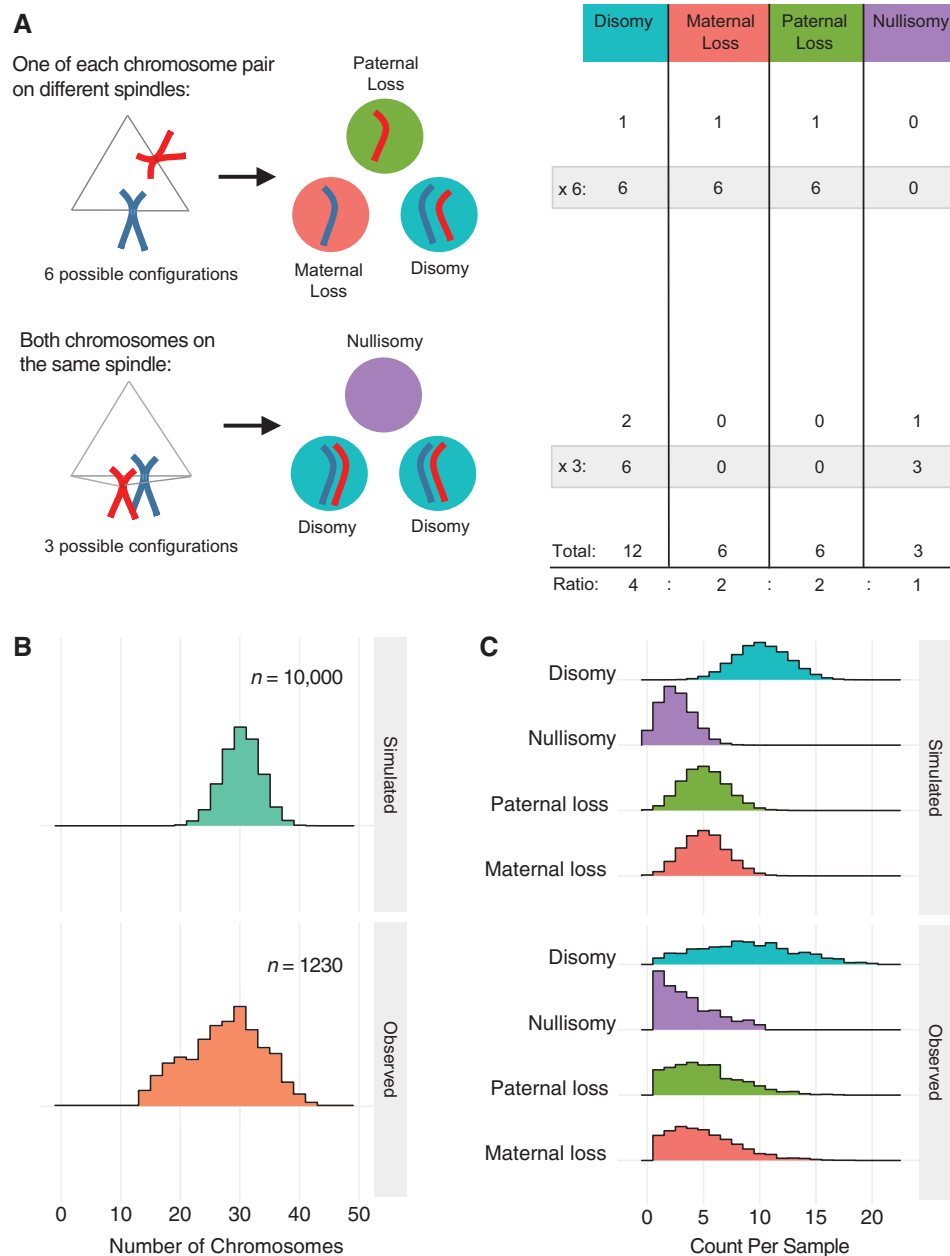 A
One of each chromosome pair
on different spindles:
Paternal
Loss
Maternal
Loss
Disomy
6 possible configurations
Both chromosomes on
the same spindle:
Nullisomy
Disomy
Disomy
3 possible configurations
Disomy
Maternal
Loss
Paternal
Loss
Nullisomy
1 1 1 0
x 6: 6 6 6 0
2 0 0 1
x 3: 6 0 0 3
Total: 12 6 6 3
Ratio: 4 : 2 : 2 : 1
B
n = 10,000
Simulated
n = 1230
Observed
0 10 20 30 40 50
Number of Chromosomes
C
Disomy
Nullisomy
Paternal loss
Maternal loss
Simulated
Disomy
Nullisomy
Paternal loss
Maternal loss
Observed
0 5 10 15 20
Count Per Sample